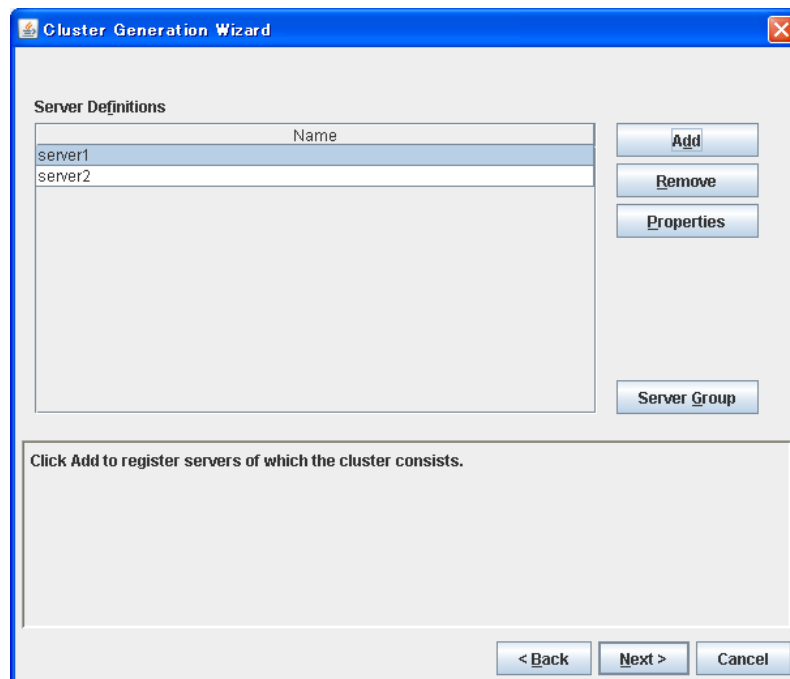 Cluster Generation Wizard
Server Definitions
Name
server1
server2
Add
Remove
Properties
Server Group
Click Add to register servers of which the cluster consists.
< Back
Next >
Cancel